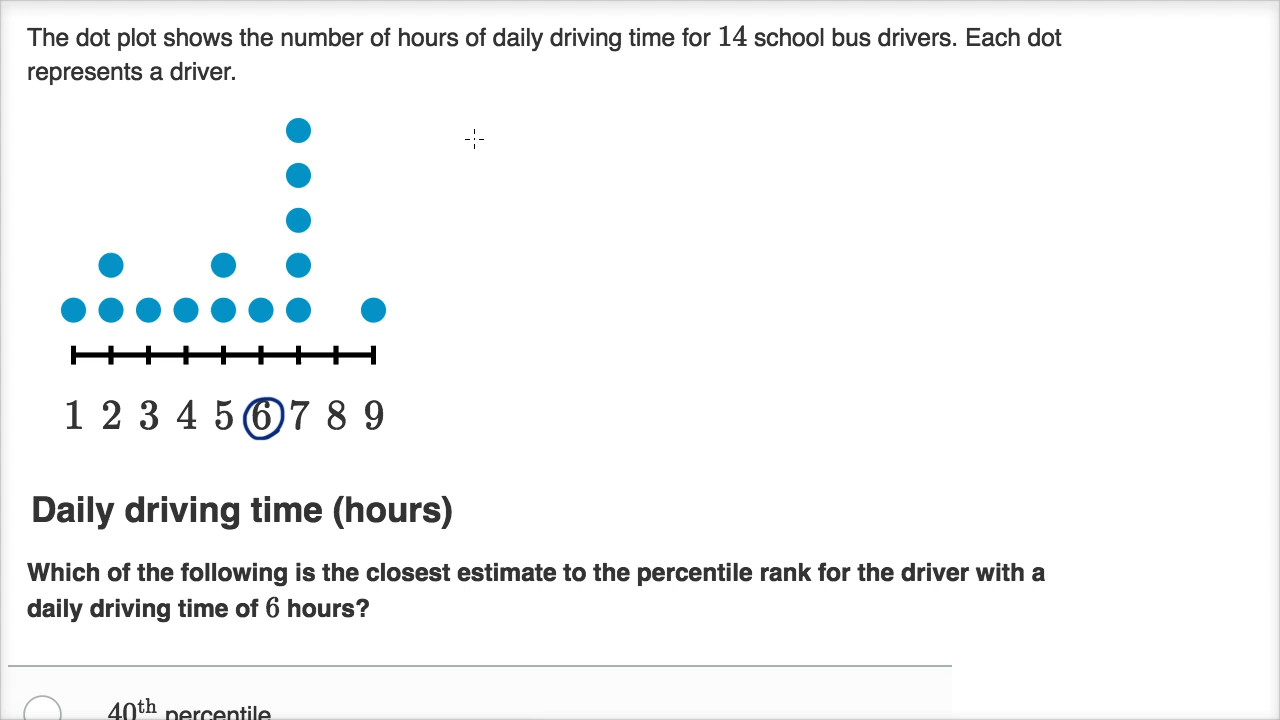 The dot plot shows the number of hours of daily driving time for 14 school bus drivers. Each dot
represents a driver.
1 2 3 4 5 6 7 8 9
Daily driving time (hours)
Which of the following is the closest estimate to the percentile rank for the driver with a
daily driving time of 6 hours?
40th percentile